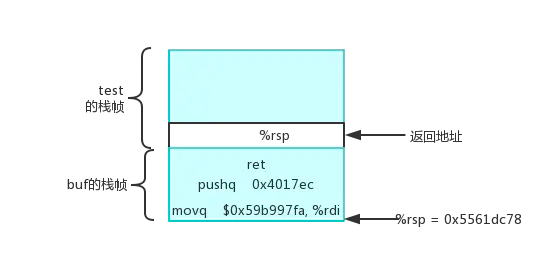 test
的栈帧
%rsp
返回地址
ret
buf的栈帧
pushq 0x4017ec
movq $0x59b997fa, %rdi
%rsp = 0x5561dc78